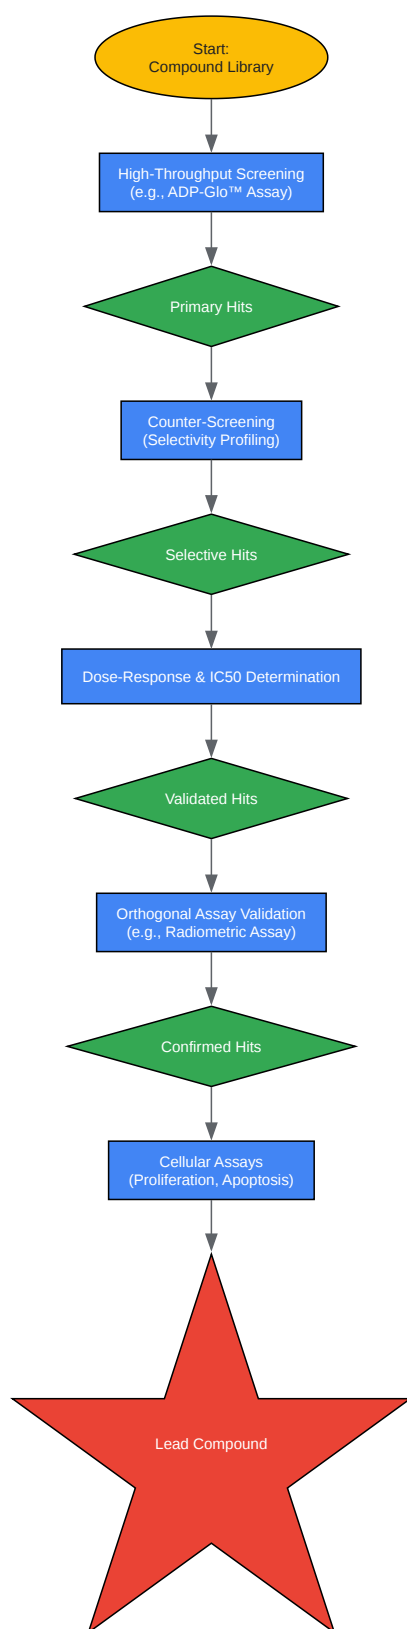 Start:
Compound Library
High-Throughput Screening
(e.g., ADP-Glo™ Assay)
Primary Hits
Counter-Screening
(Selectivity Profiling)
Selective Hits
Dose-Response & IC50 Determination
Validated Hits
Orthogonal Assay Validation
(e.g., Radiometric Assay)
Confirmed Hits
Cellular Assays
(Proliferation, Apoptosis)
Lead Compound